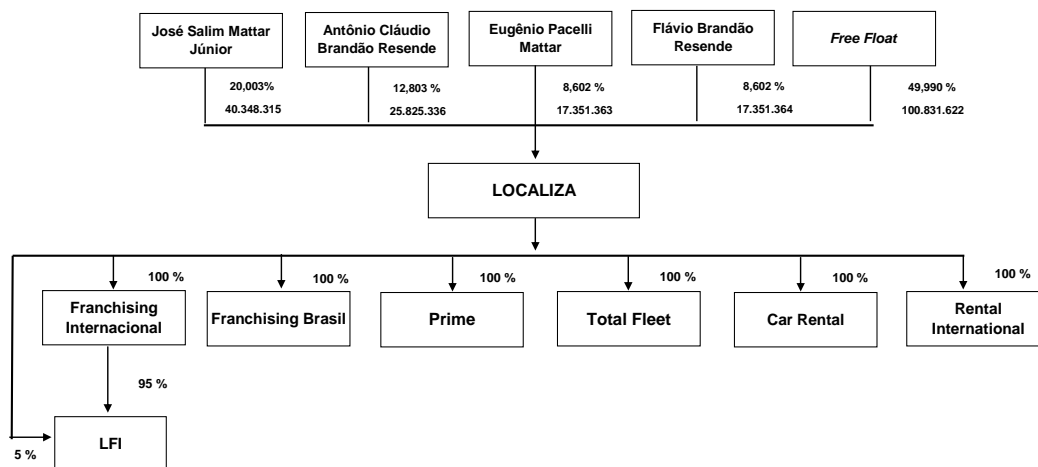 José Salim Mattar
Júnior
Antônio Cláudio
Brandão Resende
Eugênio Pacelli
Mattar
Flávio Brandão
Resende
Free Float
20,003%
12,803 %
8,602 %
8,602 %
49,990 %
40.348.315
25.825.336
17.351.363
17.351.364
100.831.622
LOCALIZA
100 %
100 %
100 %
100 %
100 %
100 %
Franchising
Internacional
Franchising Brasil
Prime
Total Fleet
Car Rental
Rental
International
95 %
LFI
5 %